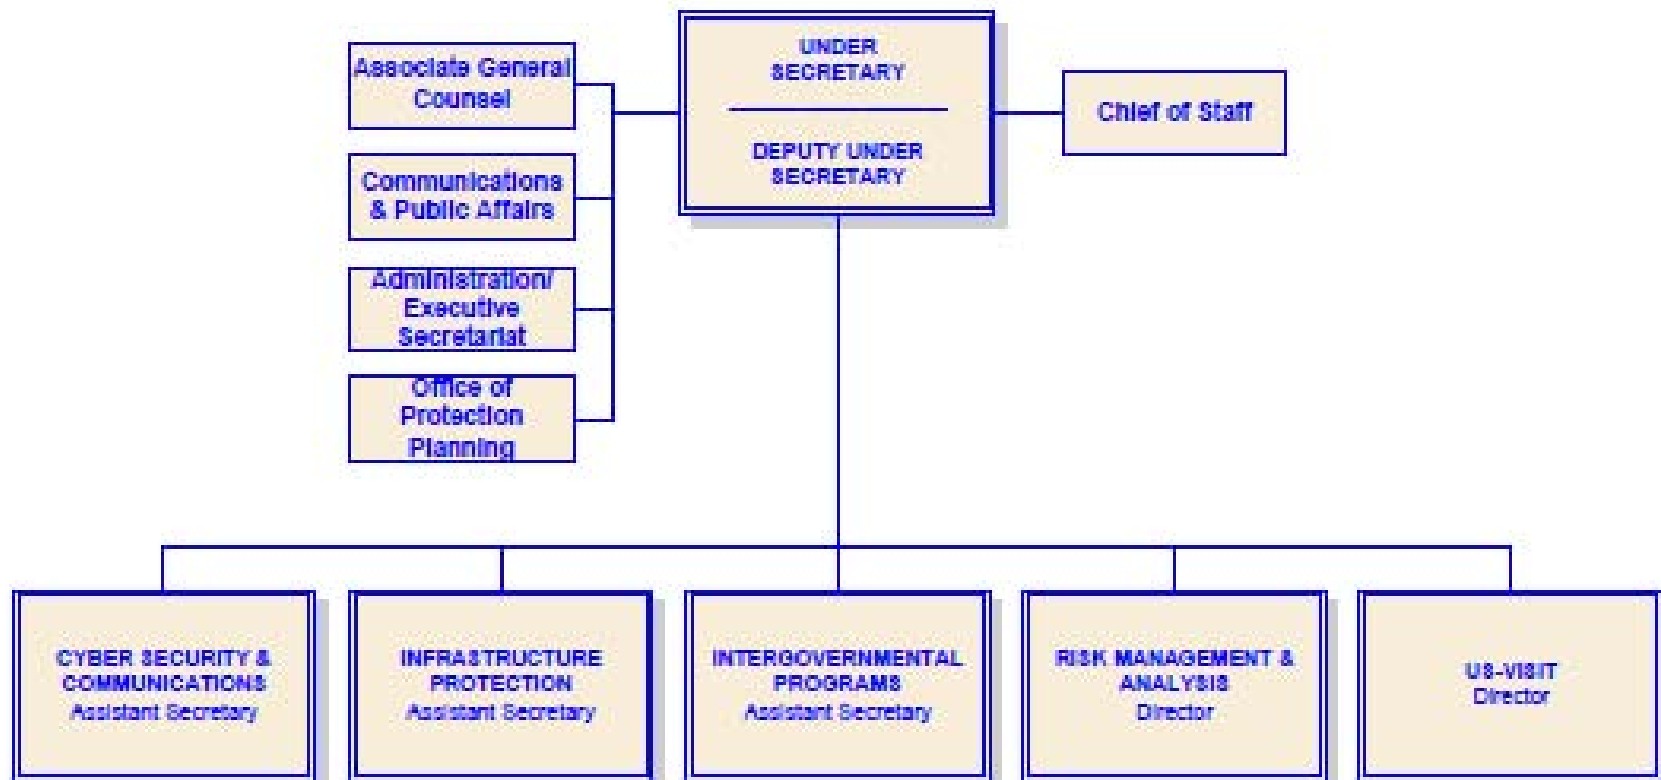 UNDER
SECRETARY
DEPUTY UNDER
SECRETARY
Associate General
Counsel
Communications
& Public Affairs
Administration/
Executive
Secretariat
Office of
Protection
Planning
Chief of Staff
CYBER SECURITY &
COMMUNICATIONS
Assistant Secretary
INFRASTRUCTURE
PROTECTION
Assistant Secretary
INTERGOVERNMENTAL
PROGRAMS
Assistant Secretary
RISK MANAGEMENT &
ANALYSIS
Director
US-VISIT
Director